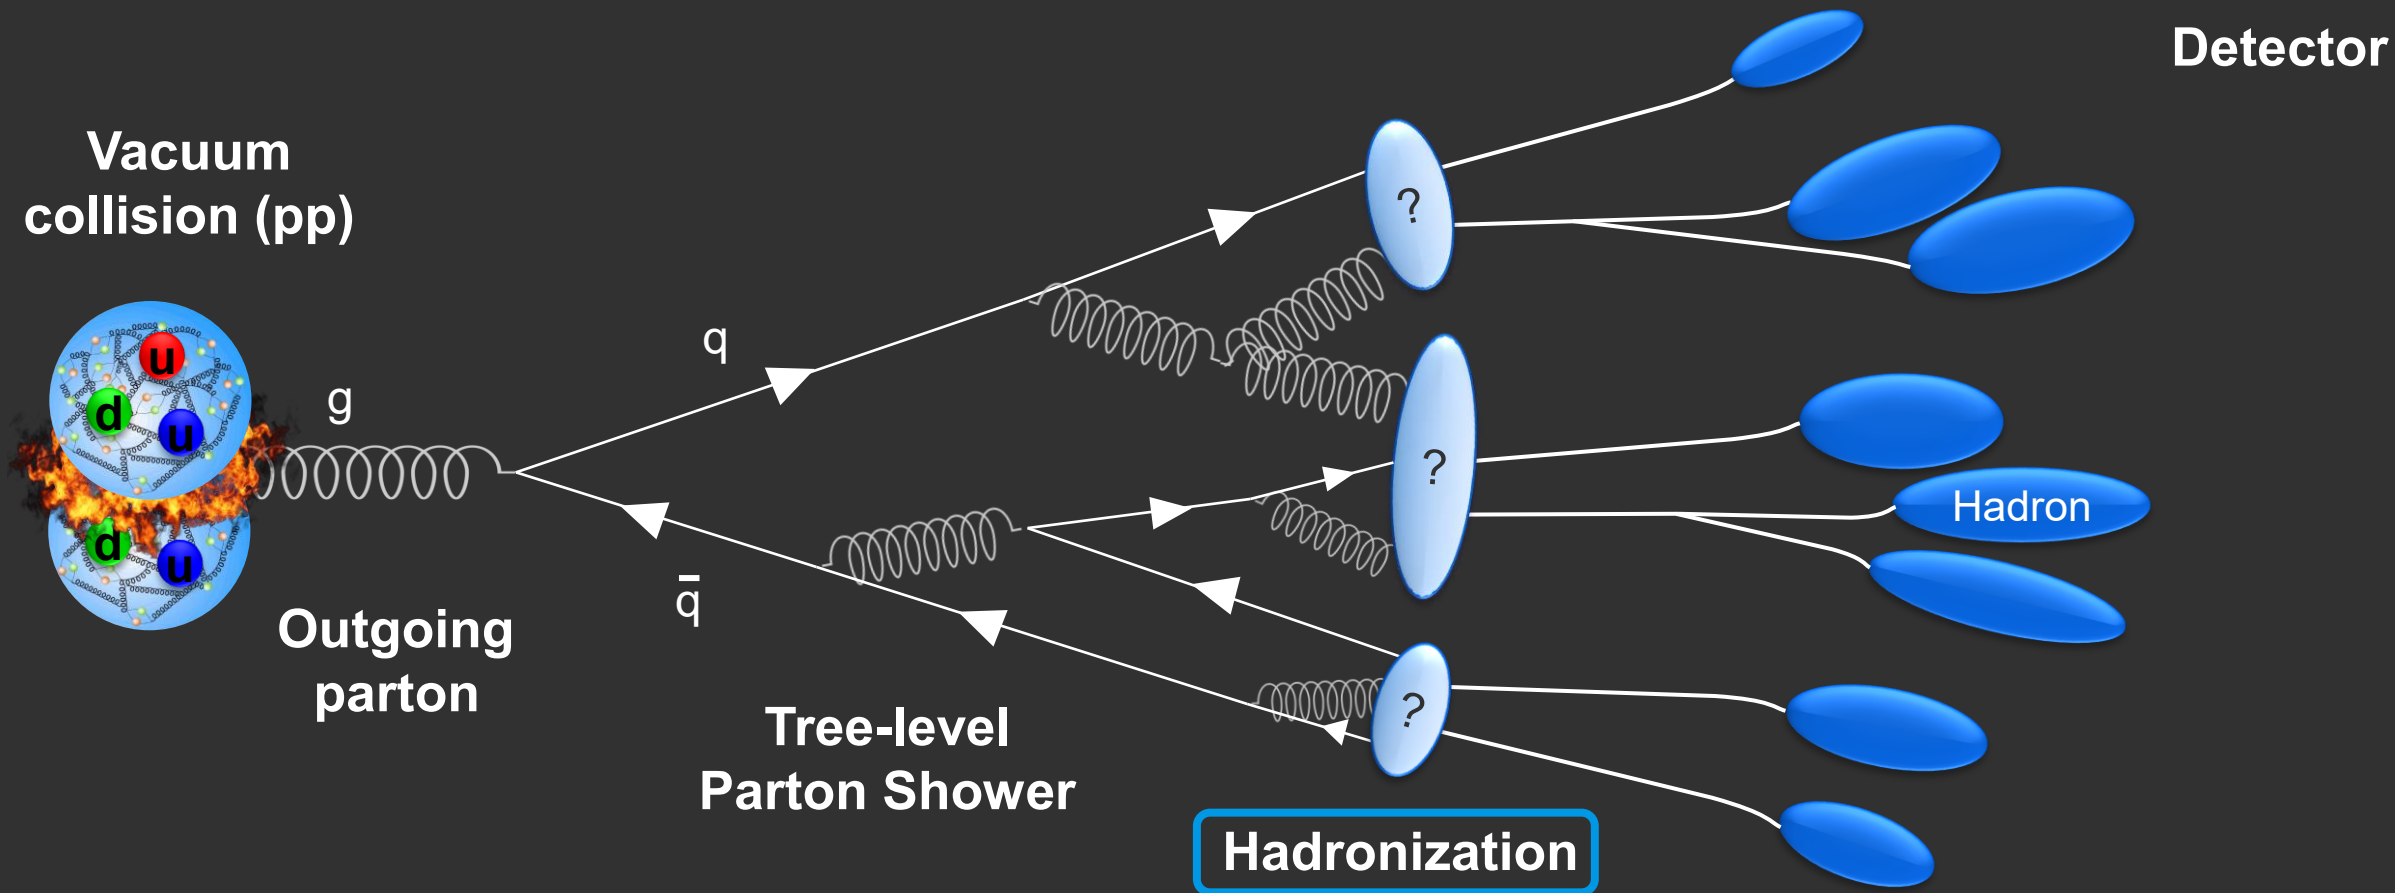 Detector
Vacuum
collision (pp)
?
q
u
d
u
g
?
Hadron
d
u
q̄
Outgoing
parton
?
Tree-level
Parton Shower
Hadronization